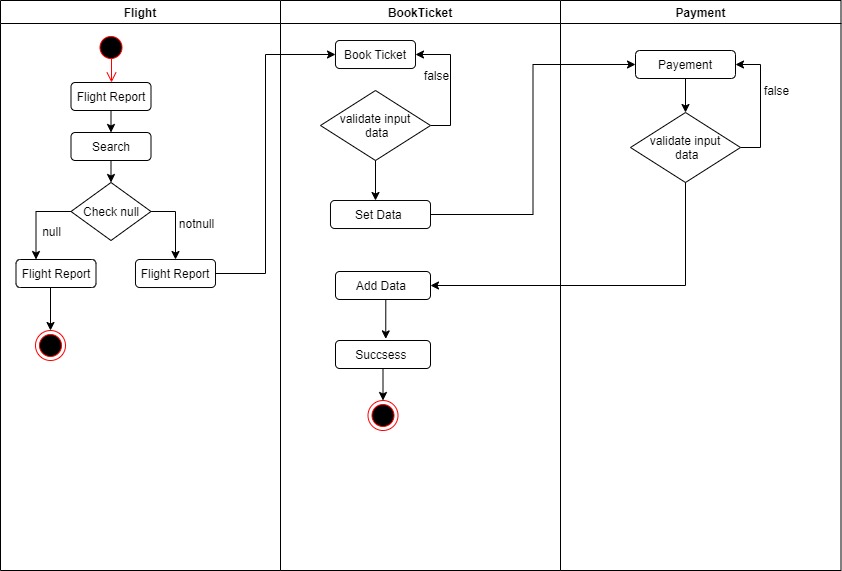 Flight
BookTicket
Payment
Flight Report
Search
Check null
null
notnull
Flight Report
Flight Report
Book Ticket
false
validate input
data
Set Data
Add Data
Succsess
Payement
false
validate input
data